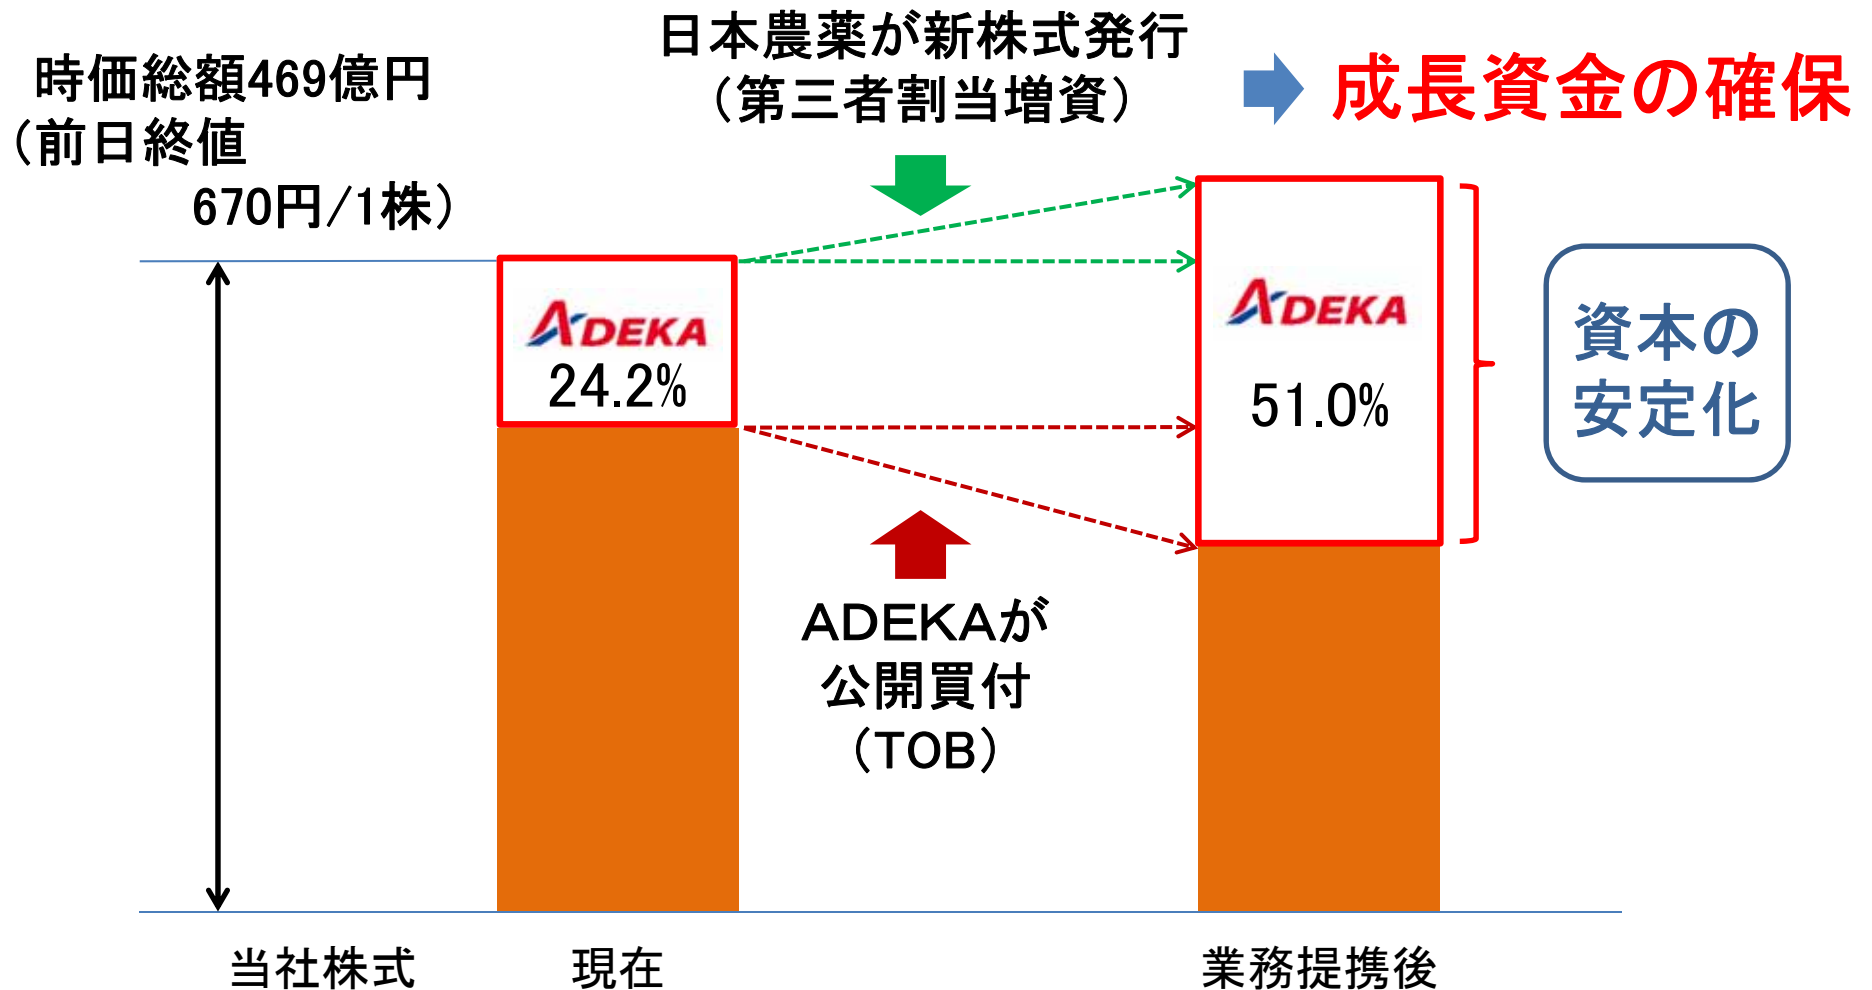 時価総額469億円
（前日終値
670円/1株）
日本農薬が新株式発行
（第三者割当増資）
成長資金の確保
ADEKA
24.2%
ADEKA
51.0%
資本の
安定化
ＡＤＥＫＡが
公開買付
（TOB）
当社株式
現在
業務提携後